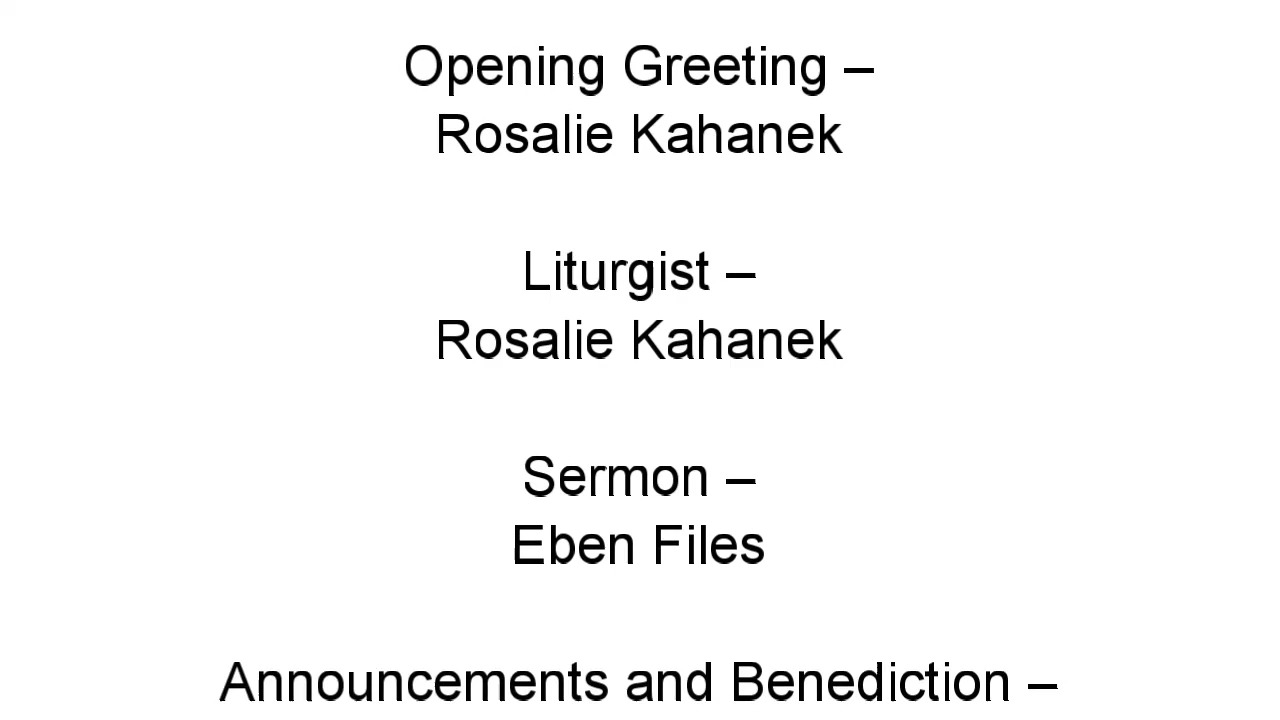 Opening Greeting –
Rosalie Kahanek
Liturgist –
Rosalie Kahanek
Sermon –
Eben Files
Announcements and Benediction –